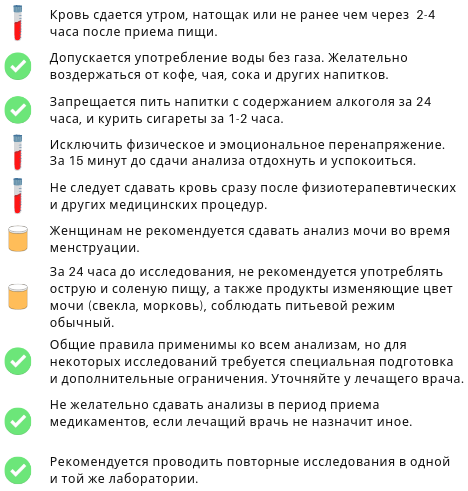 Кровь сдается утром, натощак или не ранее чем через 2-4
часа после приема пищи.
Допускается употребление воды без газа. Желательно
воздержаться от кофе, чая, сока и других напитков.
Запрещается пить напитки с содержанием алкоголя за 24
часа, и курить сигареты за 1-2 часа.
Исключить физическое и эмоциональное перенапряжение.
За 15 минут до сдачи анализа отдохнуть и успокоиться.
Не следует сдавать кровь сразу после физиотерапевтических
и других медицинских процедур.
Женщинам не рекомендуется сдавать анализ мочи во время
менструации.
За 24 часа до исследования, не рекомендуется употреблять
острую и соленую пищу, а также продукты изменяющие цвет
мочи (свекла, морковь), соблюдать питьевой режим
обычный.
Общие правила применимы ко всем анализам, но для
некоторых исследований требуется специальная подготовка
и дополнительные ограничения. Уточняйте у лечащего врача.
Не желательно сдавать анализы в период приема
медикаментов, если лечащий врач не назначит иное.
Рекомендуется проводить повторные исследования в одной
и той же лаборатории.